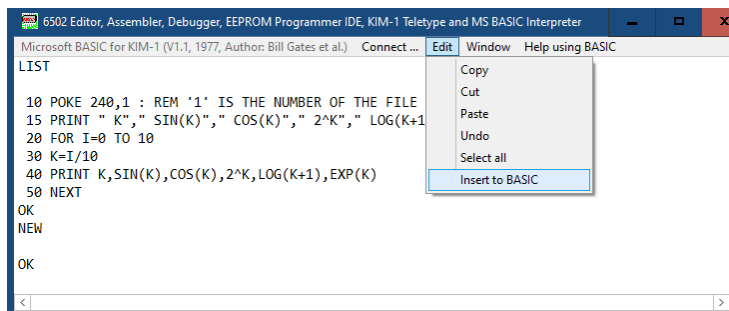 6502 Editor, Assembler, Debugger, EEPROM Programmer IDE, KIM-1 Teletype and MS BASIC Interpreter
Microsoft BASIC for KIM-1 (V1.1, 1977, Author: Bill Gates et al.) Connect ... Edit Window Help using BASIC
LIST
10 POKE 240,1 : REM '1' IS THE NUMBER OF THE FILE
15 PRINT " K"," SIN(K)"," COS(K)"," 2^K"," LOG(K+1
20 FOR I=0 TO 10
30 K=I/10
40 PRINT K,SIN(K),COS(K),2^K,LOG(K+1),EXP(K)
50 NEXT
OK
NEW
OK
Copy
Cut
Paste
Undo
Select all
Insert to BASIC